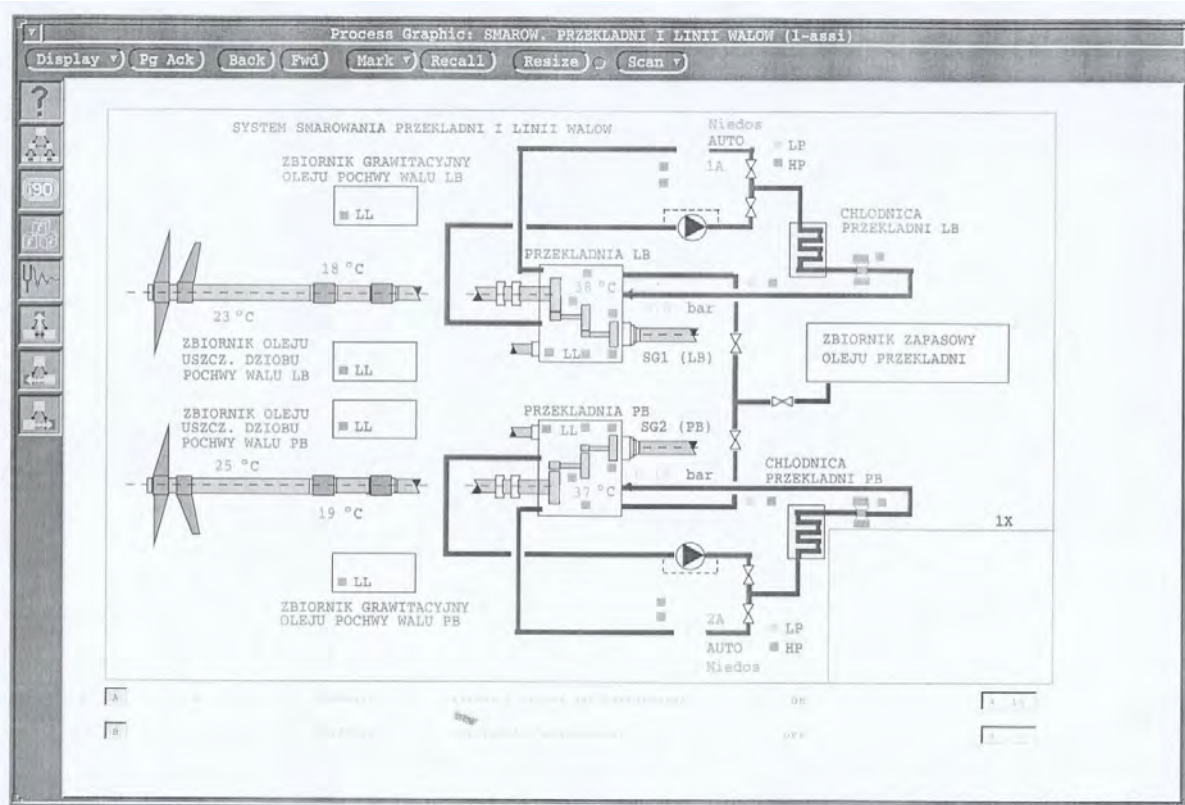 Process Graphic: SMAROW. PRZEKLADNI I LINII WALOW (1-assi)
Display Pg Ack Back Fwd Mark Recall Resize Scan
?
i90
SYSTEM SMAROWANIA PRZEKLADNI I LINII WALOW
Niedos
AUTO
1A
LP
HP
ZBIORNIK GRAWITACYJNY
OLEJU POCHWY WALU LB
LL
CHLODNICA
PRZEKLADNI LB
PRZEKLADNIA LB
18 °C
38 °C
23 °C
bar
SG1 (LB)
LL
ZBIORNIK OLEJU
USZCZ. DZIOBU
POCHWY WALU LB
LL
ZBIORNIK ZAPASOWY
OLEJU PRZEKLADNI
ZBIORNIK OLEJU
USZCZ. DZIOBU
POCHWY WALU PB
LL
PRZEKLADNIA PB
LL
SG2 (PB)
25 °C
bar
CHLODNICA
PRZEKLADNI PB
37 °C
19 °C
1X
LL
ZBIORNIK GRAWITACYJNY
OLEJU POCHWY WALU PB
2A
LP
AUTO
HP
Niedos
A
ON
B
OFF